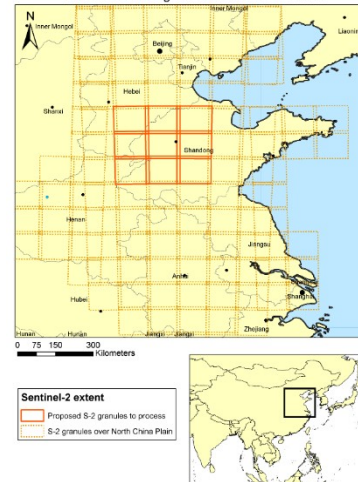 Inner Mongol
Inner Mongol
Liaonin
N
Beijing
Tianjin
Hebei
Shanxi
Shandong
Henan
Jiangsu
Anhui
Shanghai
Hubei
Zhejiang
Hunan
Hunan
Jiangxi
Jiangxi
0 75 150 300
Kilometers
Sentinel-2 extent
Proposed S-2 granules to process
S-2 granules over North China Plain